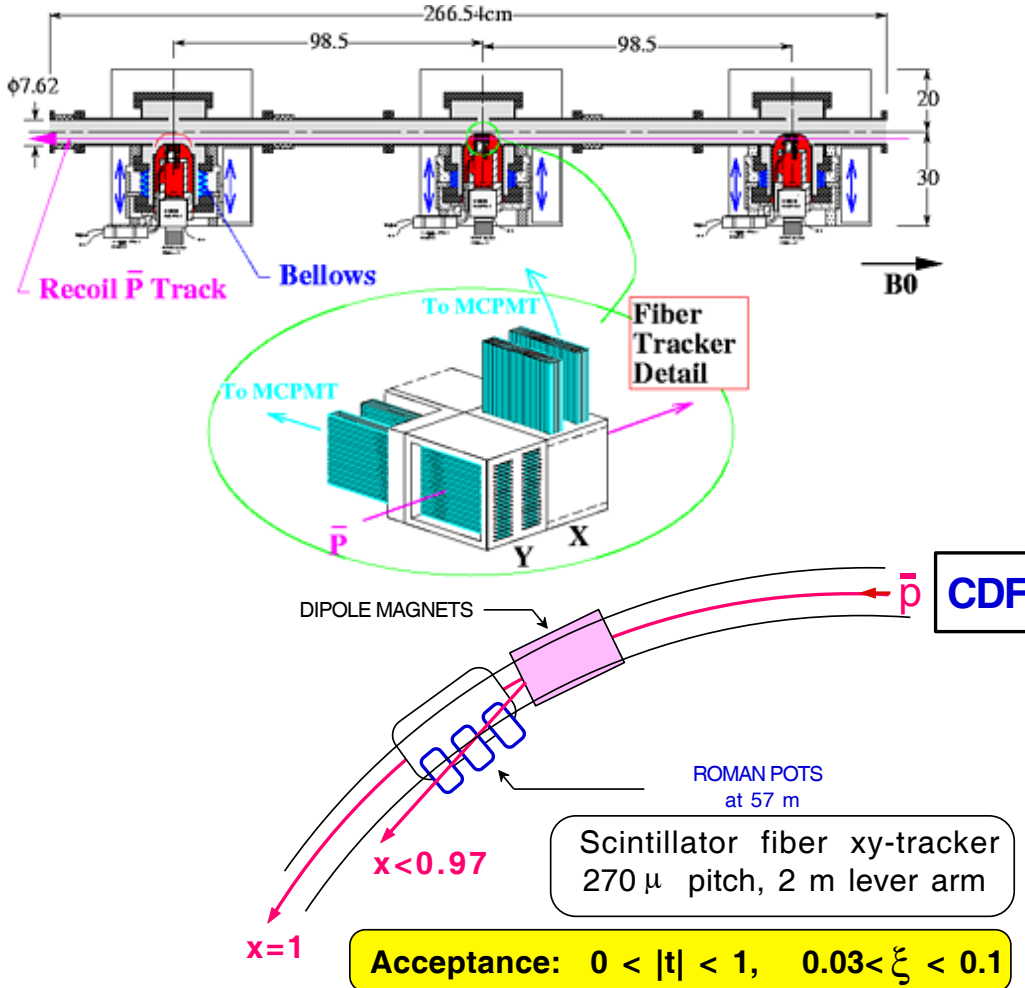 266.54cm
98.5
98.5
φ7.62
20
30
Recoil P̅ Track
Bellows
B0
To MCPMT
Fiber
Tracker
Detail
To MCPMT
P̅
Y
X
DIPOLE MAGNETS
p̅
CDF
ROMAN POTS
at 57 m
x<0.97
Scintillator fiber xy-tracker
270 μ pitch, 2 m lever arm
x=1
Acceptance: 0 < |t| < 1, 0.03< ξ < 0.1